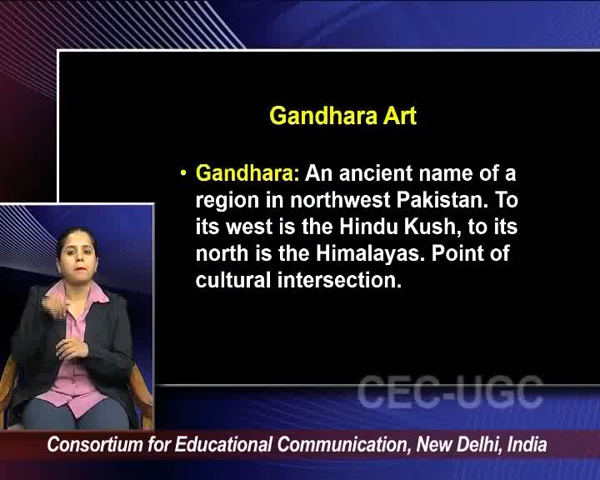 Gandhara Art
• Gandhara: An ancient name of a
region in northwest Pakistan. To
its west is the Hindu Kush, to its
north is the Himalayas. Point of
cultural intersection.
CEC-UGC
Consortium for Educational Communication, New Delhi, India